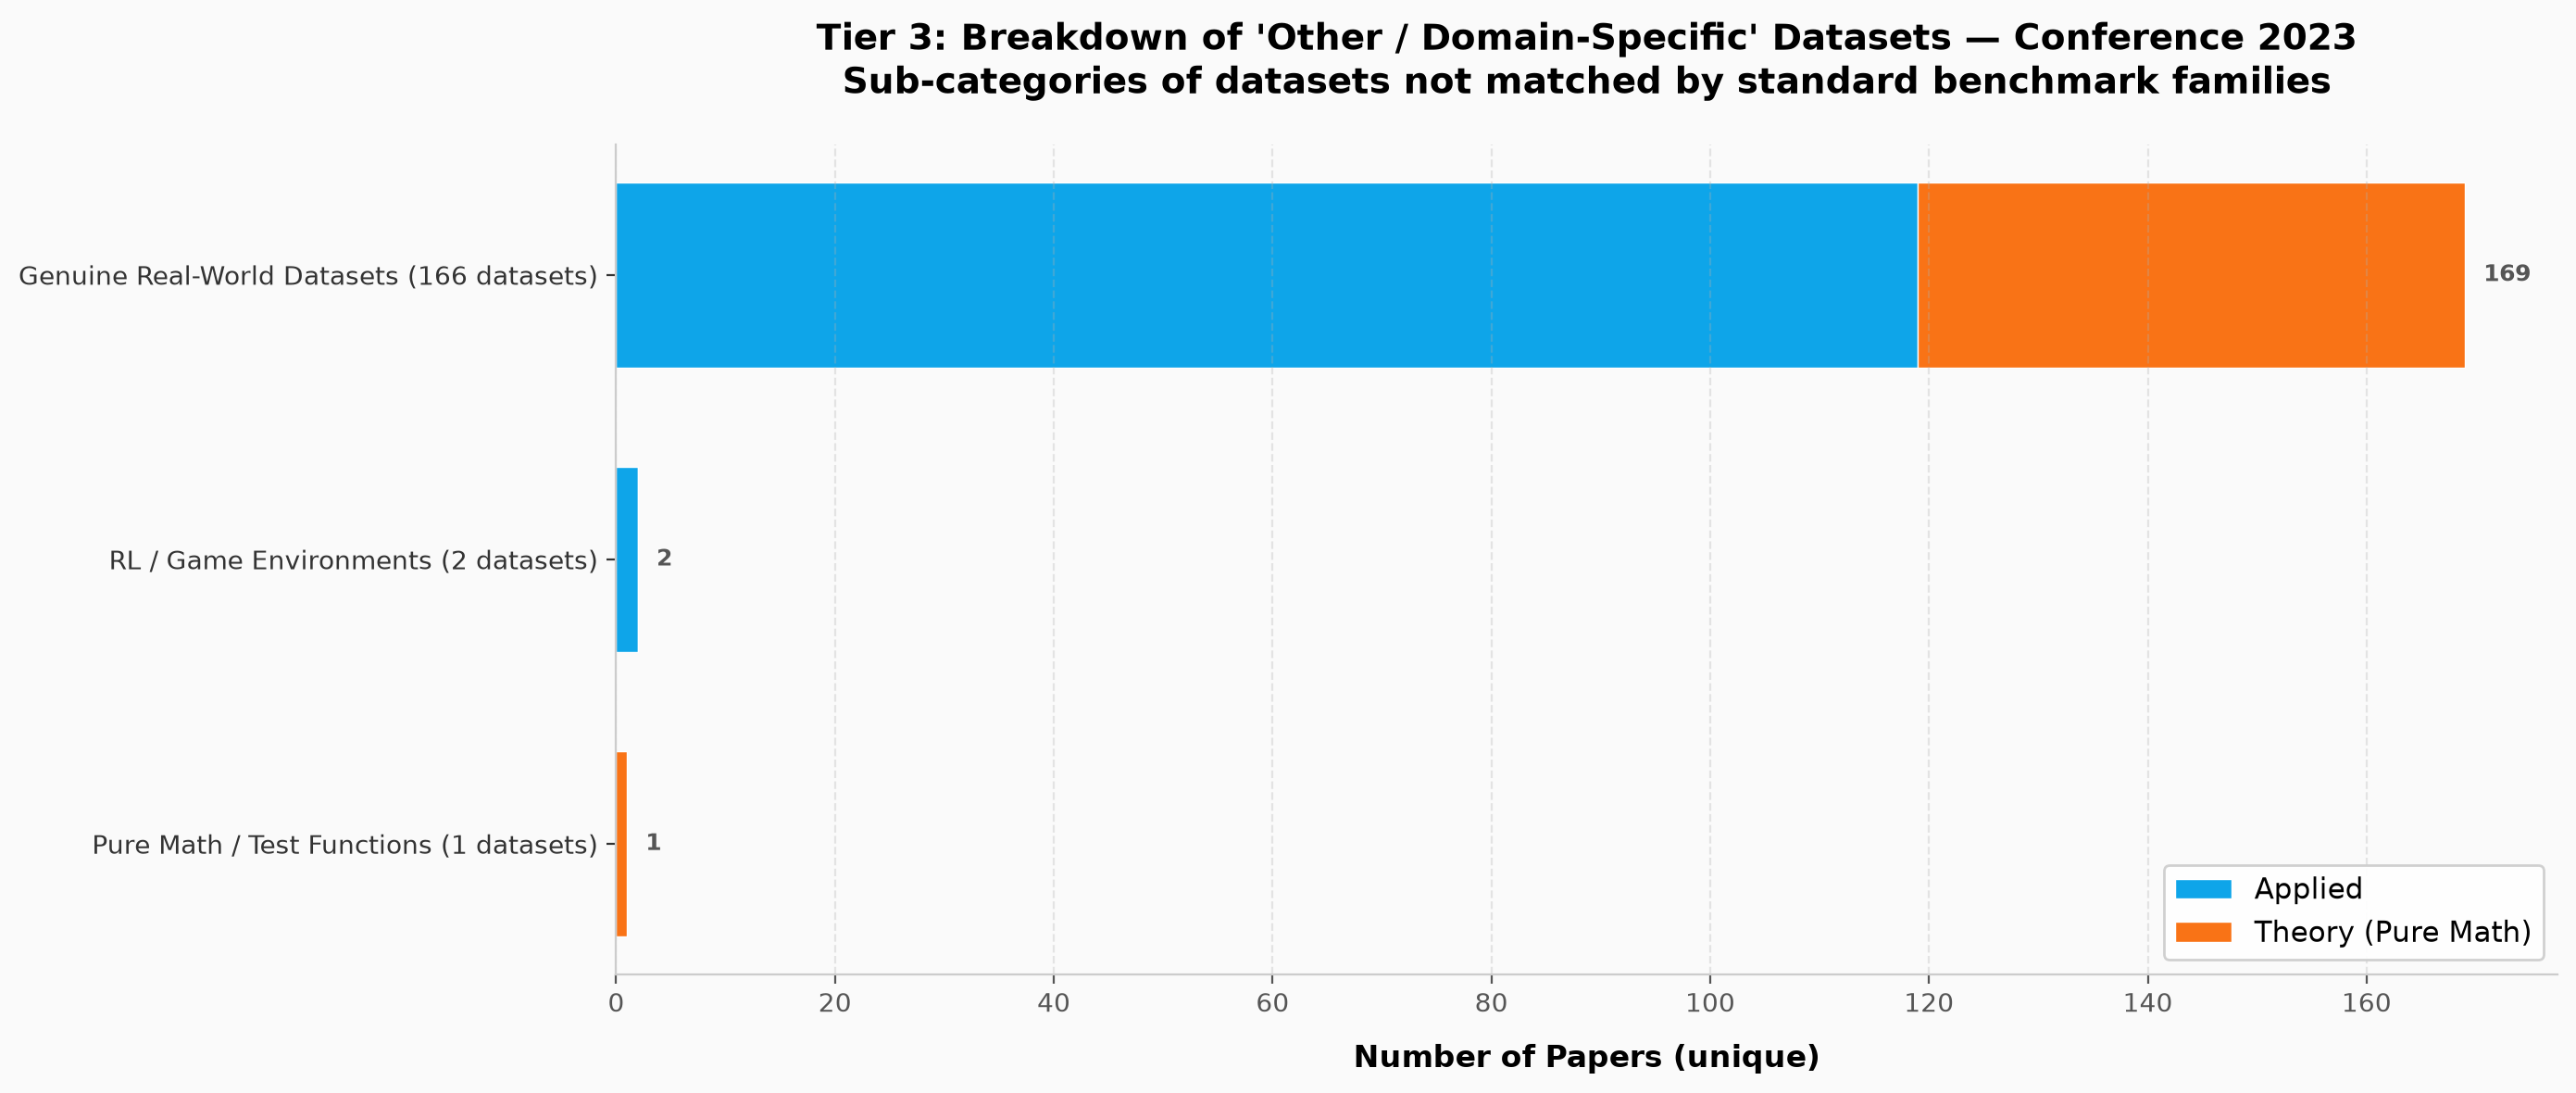 Tier 3: Breakdown of 'Other / Domain-Specific' Datasets — Conference 2023
Sub-categories of datasets not matched by standard benchmark families
Genuine Real-World Datasets (166 datasets)
169
RL / Game Environments (2 datasets)
2
Pure Math / Test Functions (1 datasets)
1
Applied
Theory (Pure Math)
0 20 40 60 80 100 120 140 160
Number of Papers (unique)